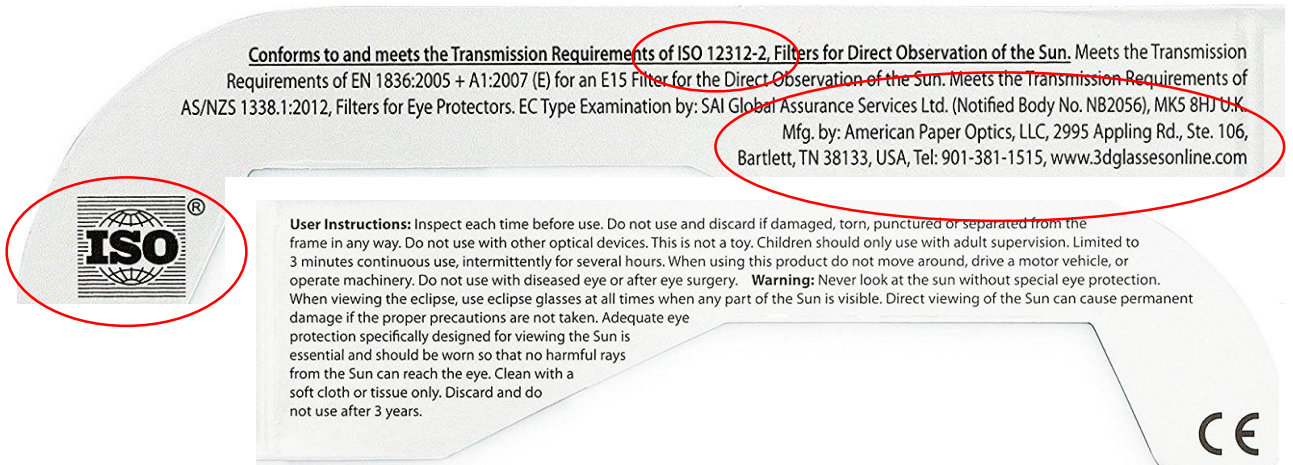 Conforms to and meets the Transmission Requirements of ISO 12312-2, Filters for Direct Observation of the Sun. Meets the Transmission
Requirements of EN 1836:2005 + A1:2007 (E) for an E15 Filter for the Direct Observation of the Sun. Meets the Transmission Requirements of
AS/NZS 1338.1:2012, Filters for Eye Protectors. EC Type Examination by: SAI Global Assurance Services Ltd. (Notified Body No. NB2056), MK5 8HJ U.K.
Mfg. by: American Paper Optics, LLC, 2995 Appling Rd., Ste. 106,
Bartlett, TN 38133, USA, Tel: 901-381-1515, www.3dglassesonline.com
ISO ®
User Instructions: Inspect each time before use. Do not use and discard if damaged, torn, punctured or separated from the
frame in any way. Do not use with other optical devices. This is not a toy. Children should only use with adult supervision. Limited to
3 minutes continuous use, intermittently for several hours. When using this product do not move around, drive a motor vehicle, or
operate machinery. Do not use with diseased eye or after eye surgery. Warning: Never look at the sun without special eye protection.
When viewing the eclipse, use eclipse glasses at all times when any part of the Sun is visible. Direct viewing of the Sun can cause permanent
damage if the proper precautions are not taken. Adequate eye
protection specifically designed for viewing the Sun is
essential and should be worn so that no harmful rays
from the Sun can reach the eye. Clean with a
soft cloth or tissue only. Discard and do
not use after 3 years.
CE